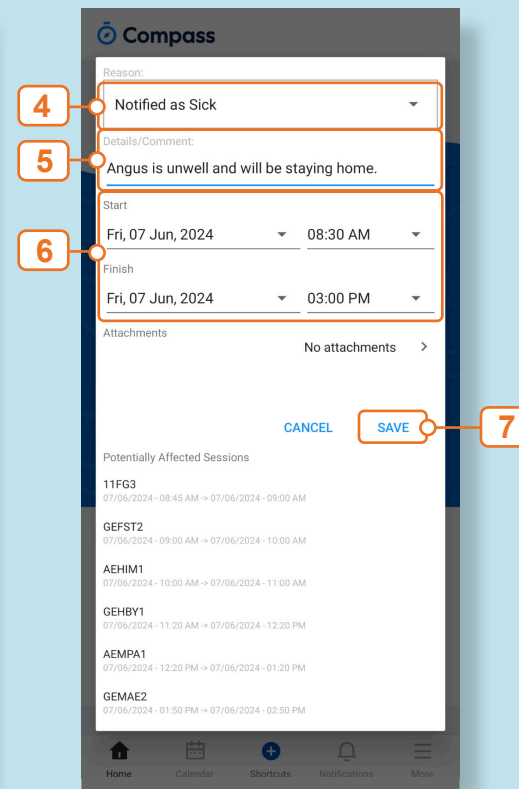 Compass
Reason:
4
Notified as Sick
Details/Comment:
5
Angus is unwell and will be staying home.
Start
Fri, 07 Jun, 2024 08:30 AM
6
Finish
Fri, 07 Jun, 2024 03:00 PM
Attachments
No attachments
CANCEL SAVE
7
Potentially Affected Sessions
11FG3
07/06/2024 - 08:45 AM -> 07/06/2024 - 09:00 AM
GEFST2
07/06/2024 - 09:00 AM -> 07/06/2024 - 10:00 AM
AEHIM1
07/06/2024 - 10:00 AM -> 07/06/2024 - 11:00 AM
GEHBY1
07/06/2024 - 11:20 AM -> 07/06/2024 - 12:20 PM
AEMPA1
07/06/2024 - 12:20 PM -> 07/06/2024 - 01:20 PM
GEMAE2
07/06/2024 - 01:50 PM -> 07/06/2024 - 02:50 PM
Home Calendar Shortcuts Notifications More